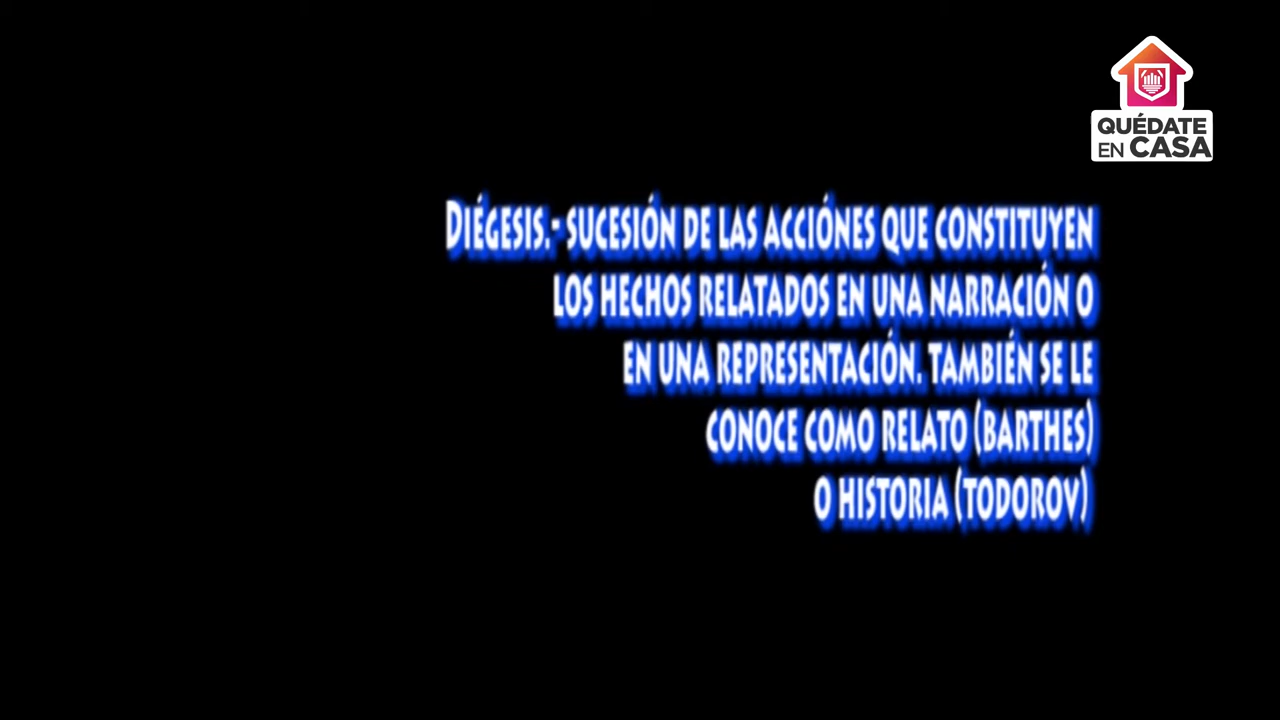 QUÉDATE
EN CASA
DIÉGESIS.- SUCESIÓN DE LAS ACCIÓNES QUE CONSTITUYEN
LOS HECHOS RELATADOS EN UNA NARRACIÓN O
EN UNA REPRESENTACIÓN. TAMBIÉN SE LE
CONOCE COMO RELATO (BARTHES)
O HISTORIA (TODOROV)